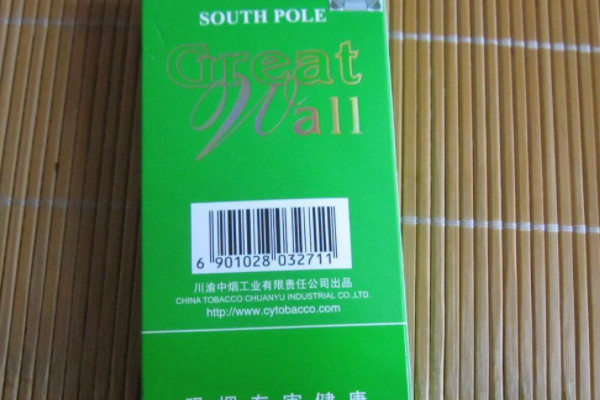 SOUTH POLE
Great
Wall
6 901028 032711
川渝中烟工业有限责任公司出品
CHINA TOBACCO CHUANYU INDUSTRIAL CO.,LTD.
http://www.cytobacco.com